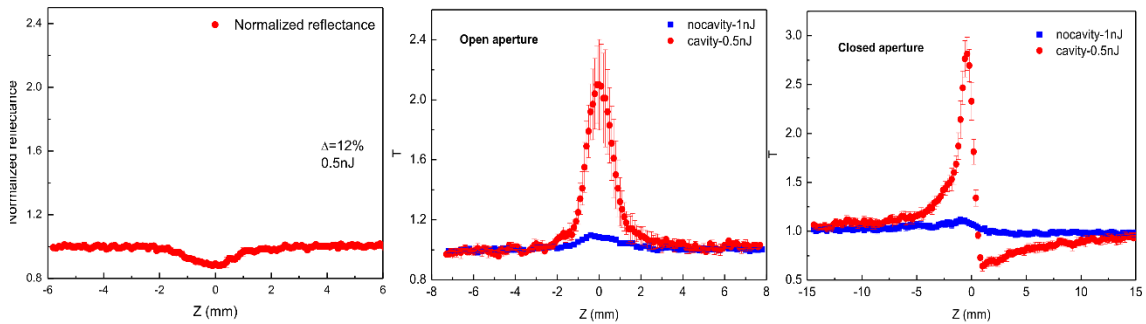 Normalized reflectance
Normalized reflectance
Δ=12%
0.5nJ
2.4
2.0
1.6
1.2
0.8
-6 -4 -2 0 2 4 6
Z (mm)
Open aperture
nocavity-1nJ
cavity-0.5nJ
T
2.4
2.0
1.6
1.2
0.8
-8 -6 -4 -2 0 2 4 6 8
Z (mm)
Closed aperture
nocavity-1nJ
cavity-0.5nJ
T
3.0
2.5
2.0
1.5
1.0
0.5
-15 -10 -5 0 5 10 15
Z (mm)